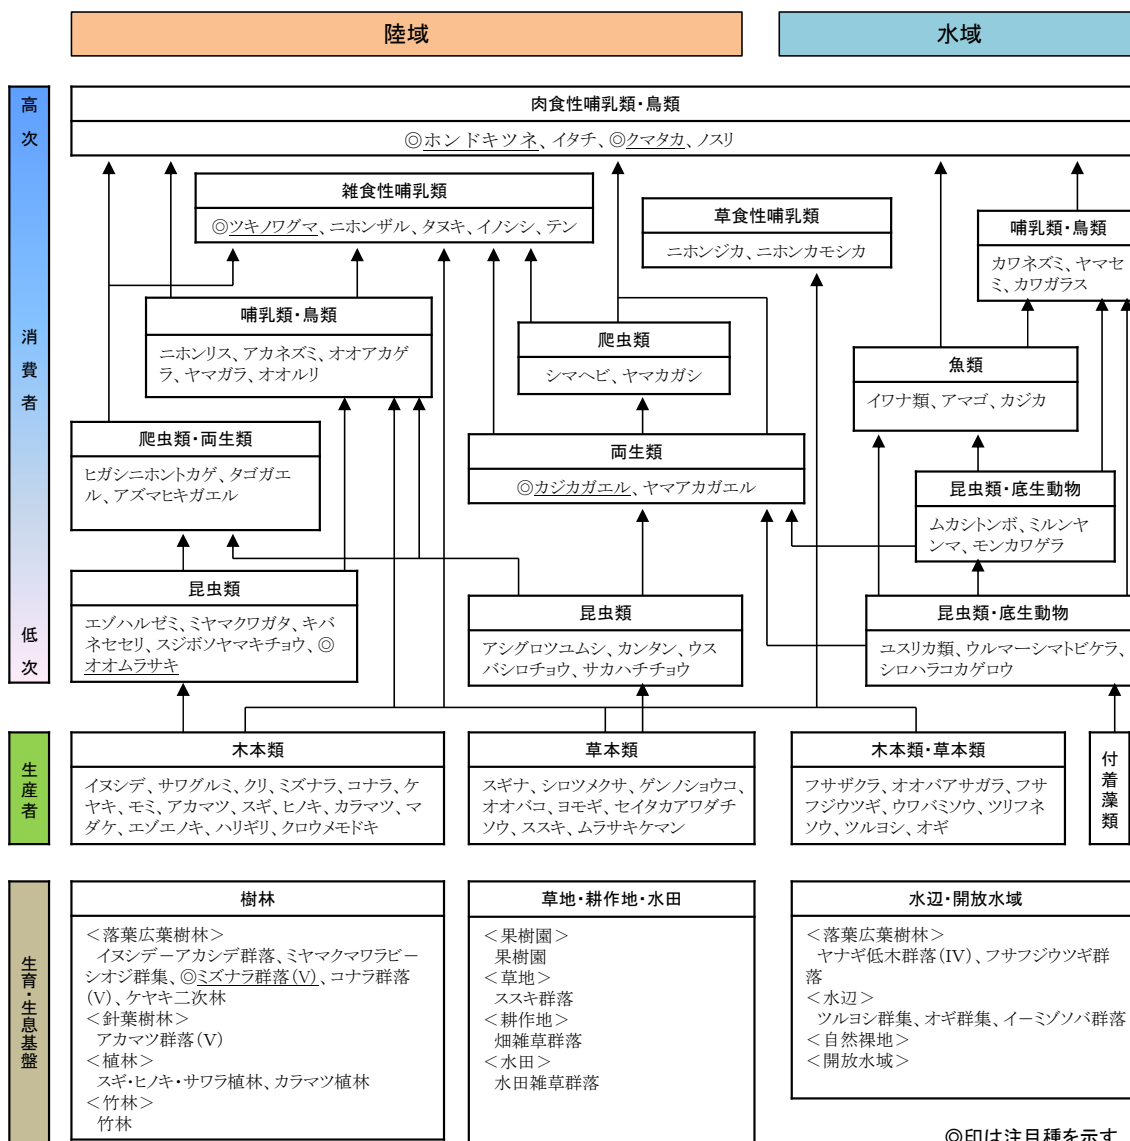 陸域
水域
高次
消費者
低次
肉食性哺乳類・鳥類
◎ホンドキツネ、イタチ、◎クマタカ、ノスリ
雑食性哺乳類
◎ツキノワグマ、ニホンザル、タヌキ、イノシシ、テン
草食性哺乳類
ニホンジカ、ニホンカモシカ
哺乳類・鳥類
カワネズミ、ヤマセ
ミ、カワガラス
哺乳類・鳥類
ニホンリス、アカネズミ、オオアカゲ
ラ、ヤマガラ、オオルリ
爬虫類
シマヘビ、ヤマカガシ
魚類
イワナ類、アマゴ、カジカ
爬虫類・両生類
ヒガシニホントカゲ、タゴガエ
ル、アズマヒキガエル
両生類
◎カジカガエル、ヤマアカガエル
昆虫類・底生動物
ムカシトンボ、ミルンヤ
ンマ、モンカワゲラ
昆虫類
エゾハルゼミ、ミヤマクワガタ、キバ
ネセセリ、スジボソヤマキチョウ、◎
オオムラサキ
昆虫類
アシグロツユムシ、カンタン、ウス
バシロチョウ、サカハチチョウ
昆虫類・底生動物
ユスリカ類、ウルマーシマトビケラ、
シロハラコカゲロウ
生産者
木本類
イヌシデ、サワグルミ、クリ、ミズナラ、コナラ、ケ
ヤキ、モミ、アカマツ、スギ、ヒノキ、カラマツ、マ
ダケ、エゾエノキ、ハリギリ、クロウメモドキ
草本類
スギナ、シロツメクサ、ゲンノショウコ、
オオバコ、ヨモギ、セイタカアワダチ
ソウ、ススキ、ムラサキケマン
木本類・草本類
フサザクラ、オオバアサガラ、フサ
フジウツギ、ウワバミソウ、ツリフネ
ソウ、ツルヨシ、オギ
付着藻類
生育・生息基盤
樹林
＜落葉広葉樹林＞
イヌシデーアカシデ群落、ミヤマクマワラビー
シオジ群集、◎ミズナラ群落(V)、コナラ群落
(V)、ケヤキ二次林
＜針葉樹林＞
アカマツ群落(V)
＜植林＞
スギ・ヒノキ・サワラ植林、カラマツ植林
＜竹林＞
竹林
草地・耕作地・水田
＜果樹園＞
果樹園
＜草地＞
ススキ群落
＜耕作地＞
畑雑草群落
＜水田＞
水田雑草群落
水辺・開放水域
＜落葉広葉樹林＞
ヤナギ低木群落(IV)、フサフジウツギ群
落
＜水辺＞
ツルヨシ群集、オギ群集、イーミゾソバ群落
＜自然裸地＞
＜開放水域＞
◎印は注目種を示す